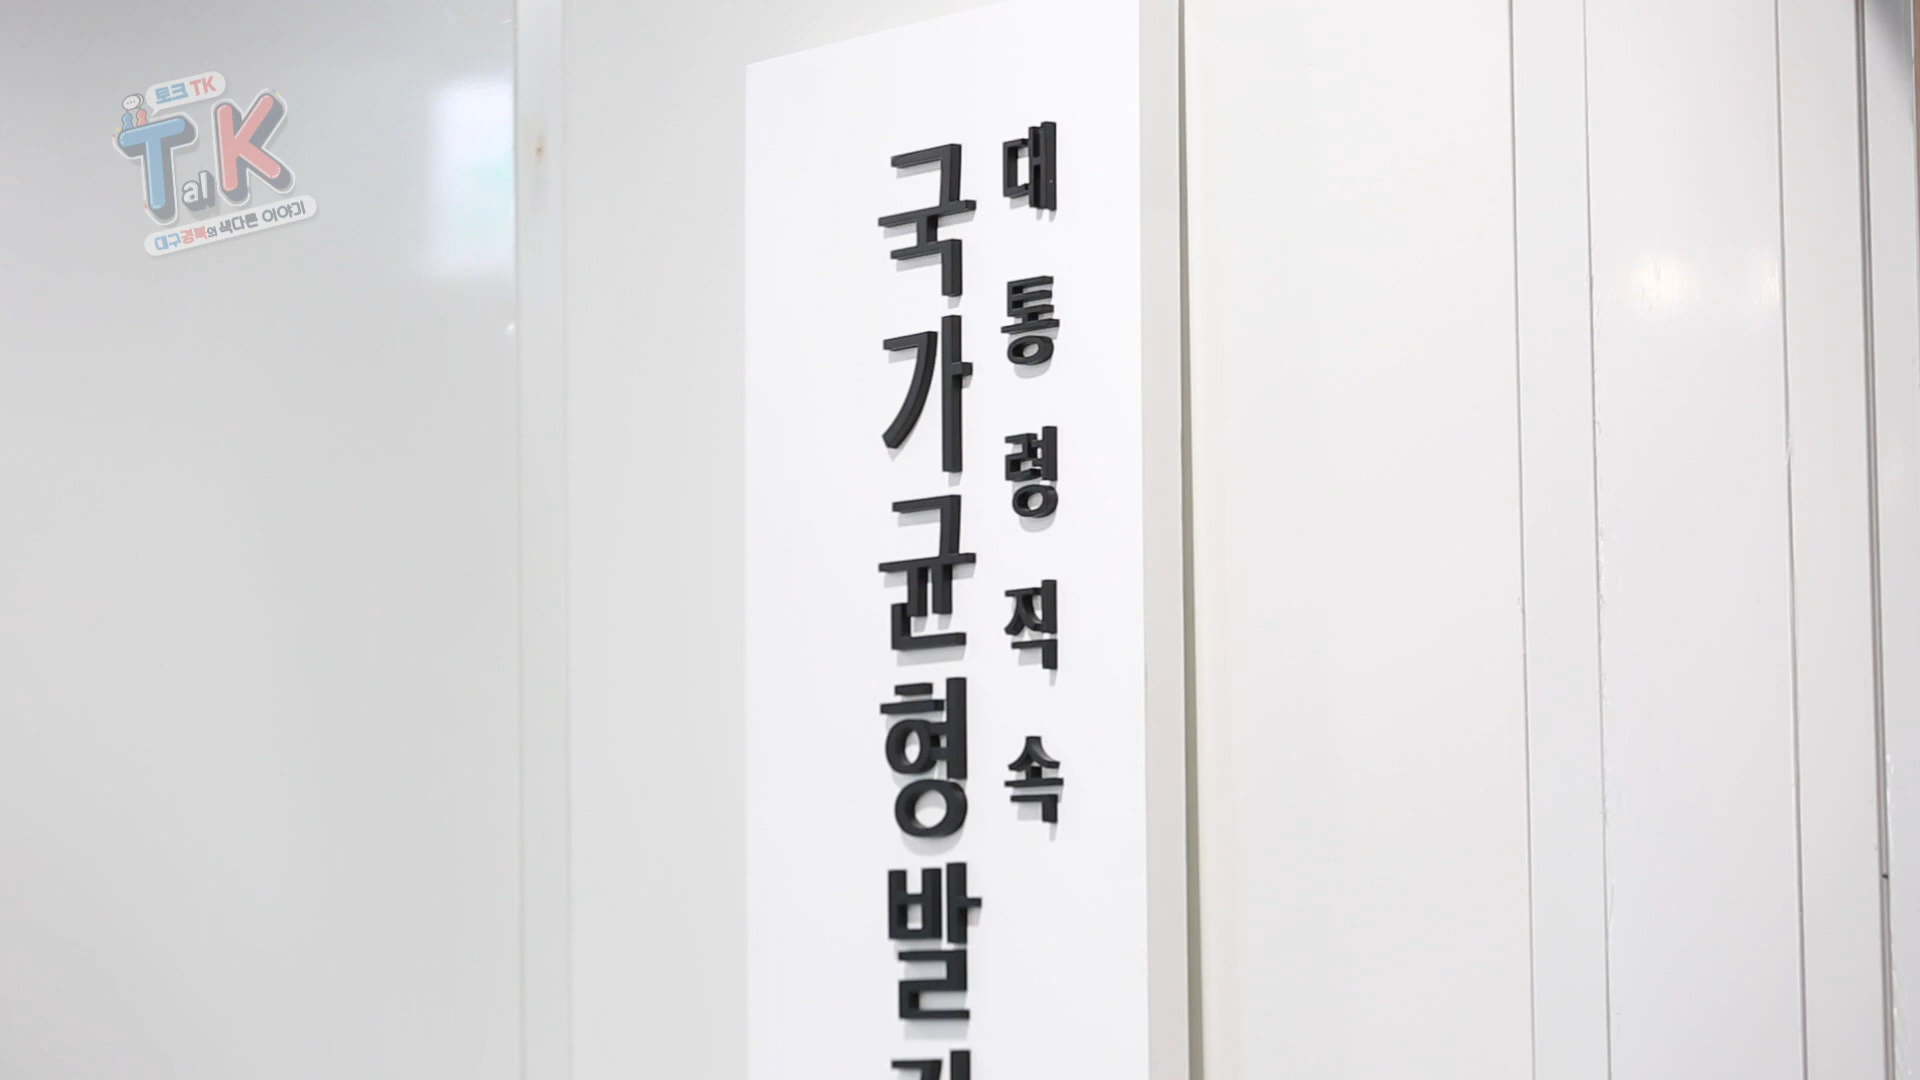 토크 TK
TalK
대구경북의 색다른 이야기
대통령직속
국가균형발